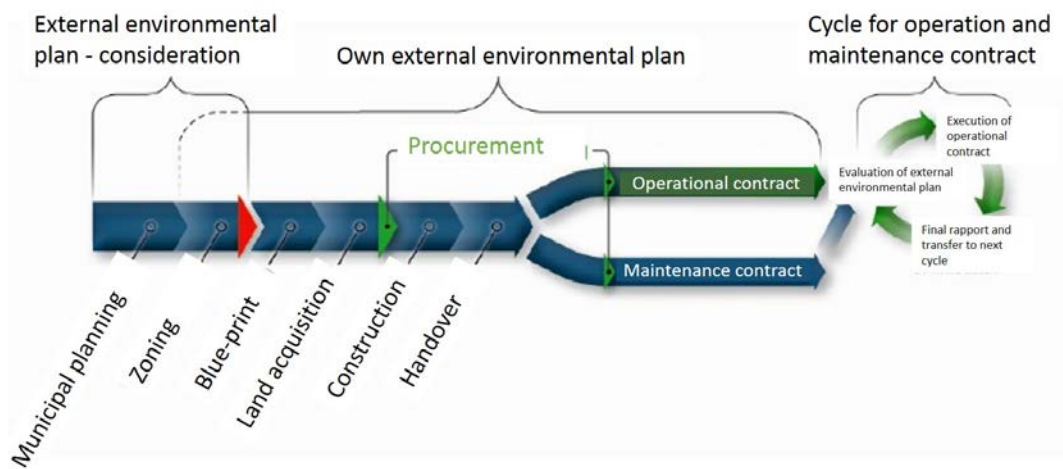 External environmental
plan - consideration
Own external environmental plan
Cycle for operation and
maintenance contract
Procurement
Execution of
operational
contract
Operational contract
Evaluation of external
environmental plan
Final rapport and
transfer to next
cycle
Maintenance contract
Municipal planning
Zoning
Blue-print
Land acquisition
Construction
Handover